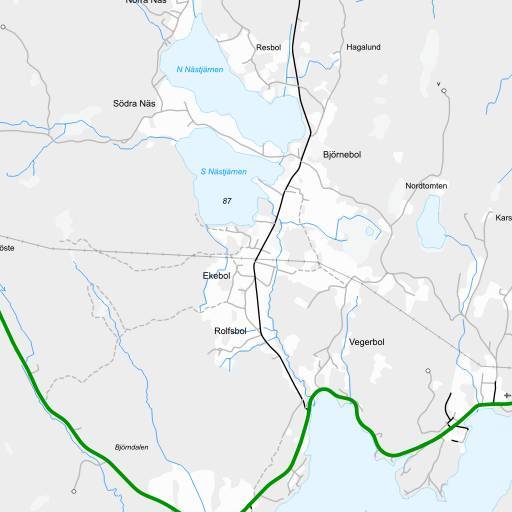 Norra Näs
Resbol
Hagalund
N Nästjärnen
v
Södra Näs
Björnebol
S Nästjärnen
Nordtomten
87
Kars
öste
Ekebol
Rolfsbol
Vegerbol
Björndalen